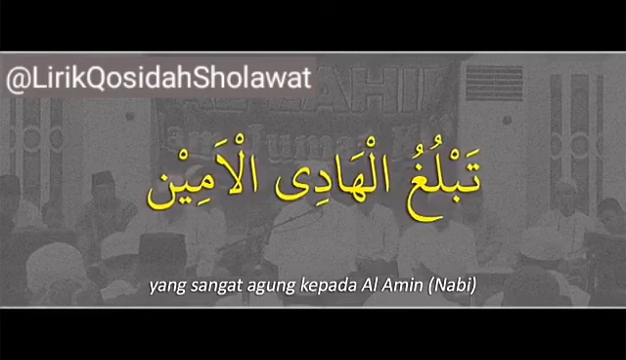 @LirikQosidahSholawat
تَبْلُغُ الْهَادِى الْاَمِيْن
yang sangat agung kepada Al Amin (Nabi)